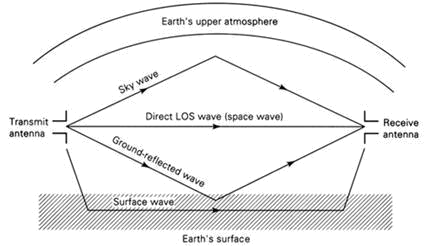 Earth's upper atmosphere
Sky wave
Transmit
antenna
Direct LOS wave (space wave)
Receive
antenna
Ground-reflected wave
Surface wave
Earth's surface